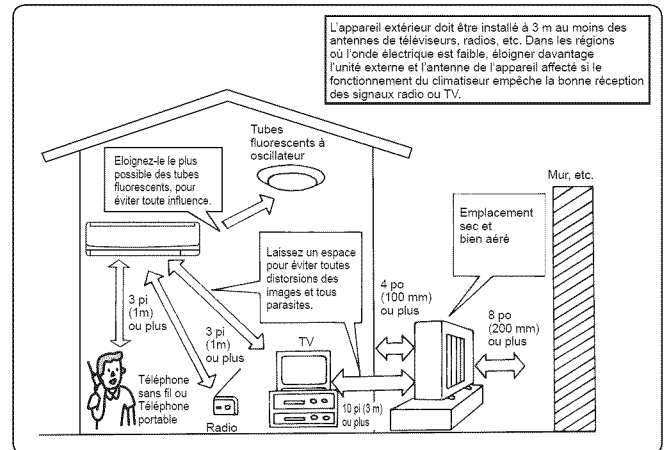 L'appareil extérieur doit être installé à 3 m au moins des
antennes de téléviseurs, radios, etc. Dans les régions
où l'onde électrique est faible, éloigner davantage
l'unité externe et l'antenne de l'appareil affecté si le
fonctionnement du climatiseur empêche la bonne réception
des signaux radio ou TV.
Tubes
fluorescents à
oscillateur
Eloignez-le le plus
possible des tubes
fluorescents, pour
éviter toute influence.
Mur, etc.
Emplacement
sec et
bien aéré
Laissez un espace
pour éviter toutes
distorsions des
images et tous
parasites.
4 po
(100 mm)
ou plus
8 po
(200 mm)
ou plus
3 pi
(1m)
ou plus
3 pi
(1m)
ou plus
TV
Téléphone
sans fil ou
Téléphone
portable
Radio
10 pi (3 m)
ou plus